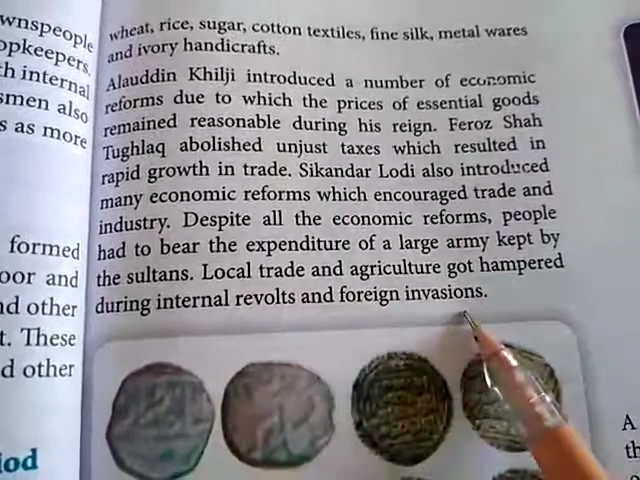 wnspeople
opkeepers.
th internal
smen also
s as more
formed
oor and
nd other
t. These
d other
iod
wheat, rice, sugar, cotton textiles, fine silk, metal wares
and ivory handicrafts.
Alauddin Khilji introduced a number of economic
reforms due to which the prices of essential goods
remained reasonable during his reign. Feroz Shah
Tughlaq abolished unjust taxes which resulted in
rapid growth in trade. Sikandar Lodi also introduced
many economic reforms which encouraged trade and
industry. Despite all the economic reforms, people
had to bear the expenditure of a large army kept by
the sultans. Local trade and agriculture got hampered
during internal revolts and foreign invasions.
A
th